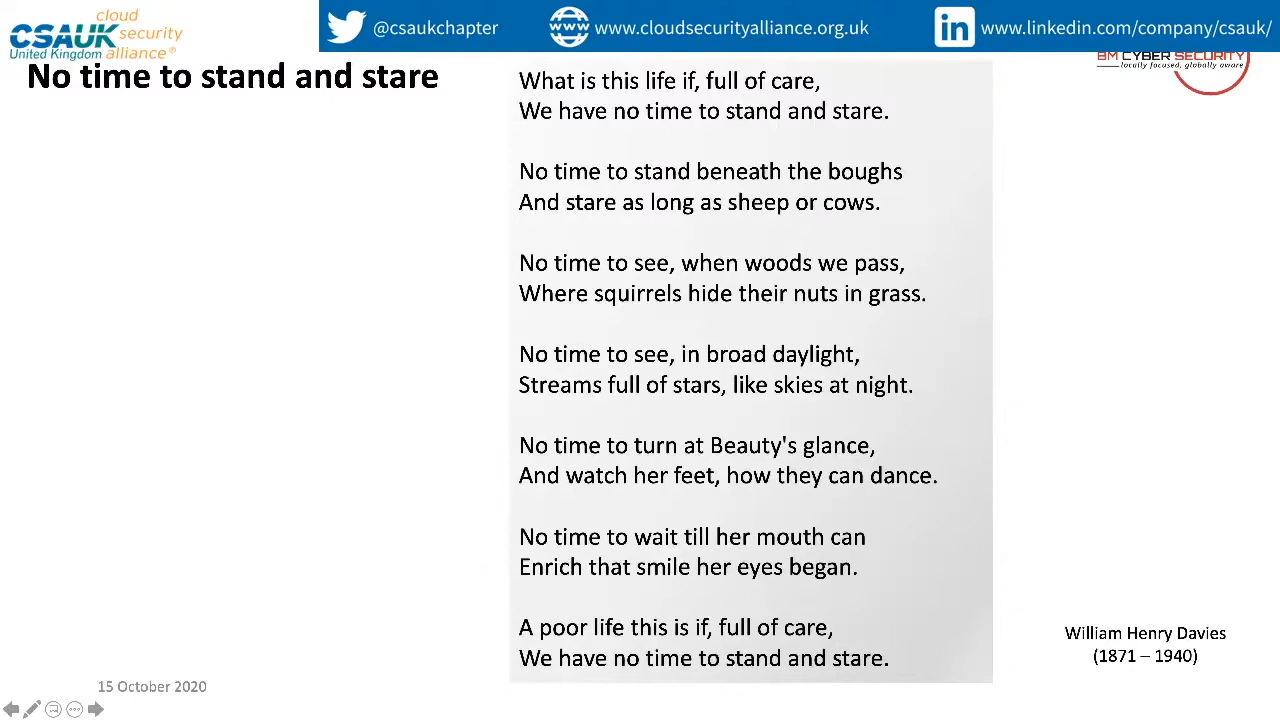 cloud
CSAUK security
United Kingdom alliance®
@csaukchapter
www.cloudsecurityalliance.org.uk
in
www.linkedin.com/company/csauk/
No time to stand and stare
BM CYBER SECURITY
locally focused, globally aware
What is this life if, full of care,
We have no time to stand and stare.
No time to stand beneath the boughs
And stare as long as sheep or cows.
No time to see, when woods we pass,
Where squirrels hide their nuts in grass.
No time to see, in broad daylight,
Streams full of stars, like skies at night.
No time to turn at Beauty's glance,
And watch her feet, how they can dance.
No time to wait till her mouth can
Enrich that smile her eyes began.
A poor life this is if, full of care,
We have no time to stand and stare.
William Henry Davies
(1871 – 1940)
15 October 2020